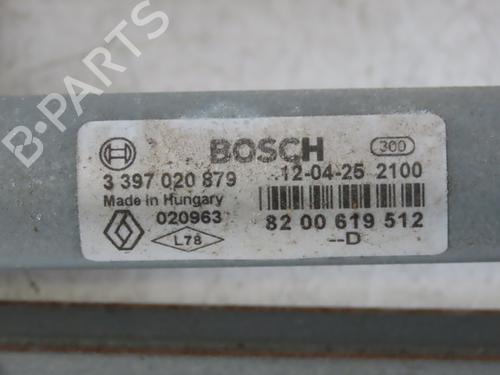 B-PARTS
BOSCH 300
3 397 020 879 12-04-25 2100
Made in Hungary
020963 82 00 619 512
L78 --D